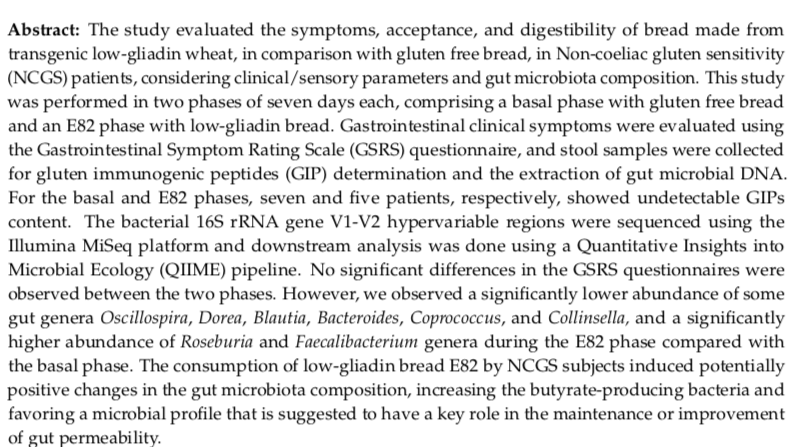 Abstract: The study evaluated the symptoms, acceptance, and digestibility of bread made from
transgenic low-gliadin wheat, in comparison with gluten free bread, in Non-coeliac gluten sensitivity
(NCGS) patients, considering clinical/sensory parameters and gut microbiota composition. This study
was performed in two phases of seven days each, comprising a basal phase with gluten free bread
and an E82 phase with low-gliadin bread. Gastrointestinal clinical symptoms were evaluated using
the Gastrointestinal Symptom Rating Scale (GSRS) questionnaire, and stool samples were collected
for gluten immunogenic peptides (GIP) determination and the extraction of gut microbial DNA.
For the basal and E82 phases, seven and five patients, respectively, showed undetectable GIPs
content. The bacterial 16S rRNA gene V1-V2 hypervariable regions were sequenced using the
Illumina MiSeq platform and downstream analysis was done using a Quantitative Insights into
Microbial Ecology (QIIME) pipeline. No significant differences in the GSRS questionnaires were
observed between the two phases. However, we observed a significantly lower abundance of some
gut genera Oscillospira, Dorea, Blautia, Bacteroides, Coprococcus, and Collinsella, and a significantly
higher abundance of Roseburia and Faecalibacterium genera during the E82 phase compared with
the basal phase. The consumption of low-gliadin bread E82 by NCGS subjects induced potentially
positive changes in the gut microbiota composition, increasing the butyrate-producing bacteria and
favoring a microbial profile that is suggested to have a key role in the maintenance or improvement
of gut permeability.